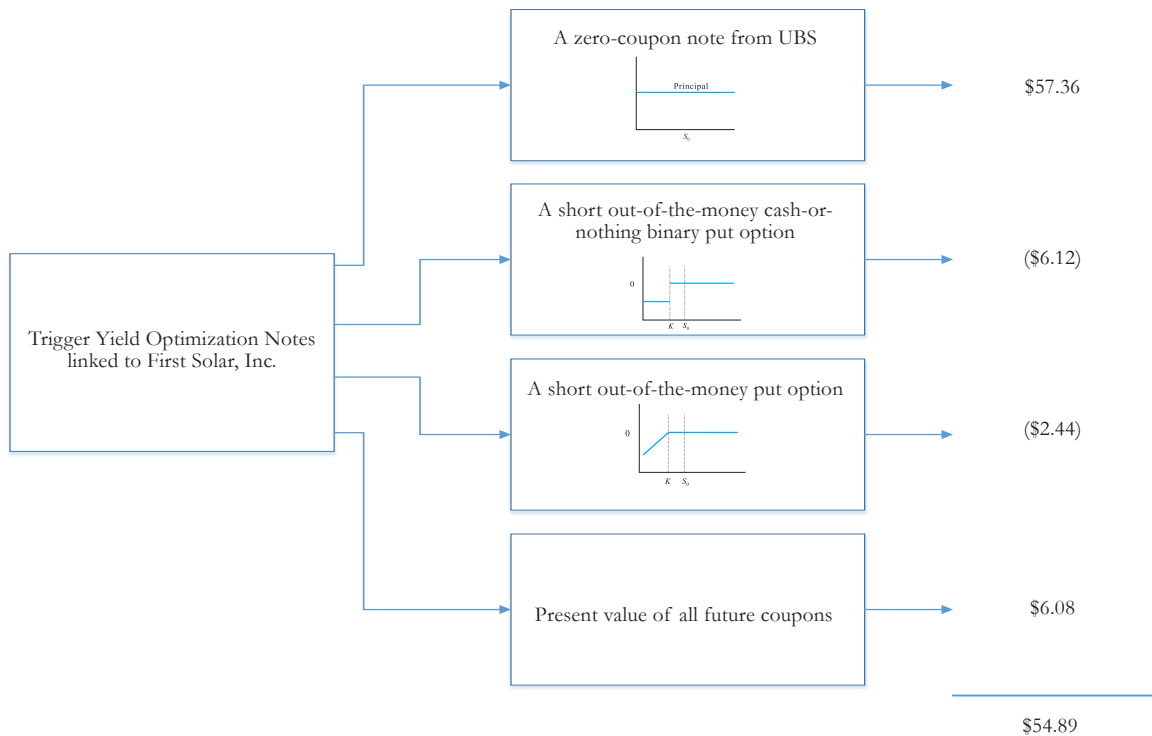 A zero-coupon note from UBS
Principal
S0
$57.36
A short out-of-the-money cash-or-
nothing binary put option
0
K S0
($6.12)
Trigger Yield Optimization Notes
linked to First Solar, Inc.
A short out-of-the-money put option
0
K S0
($2.44)
Present value of all future coupons
$6.08
$54.89